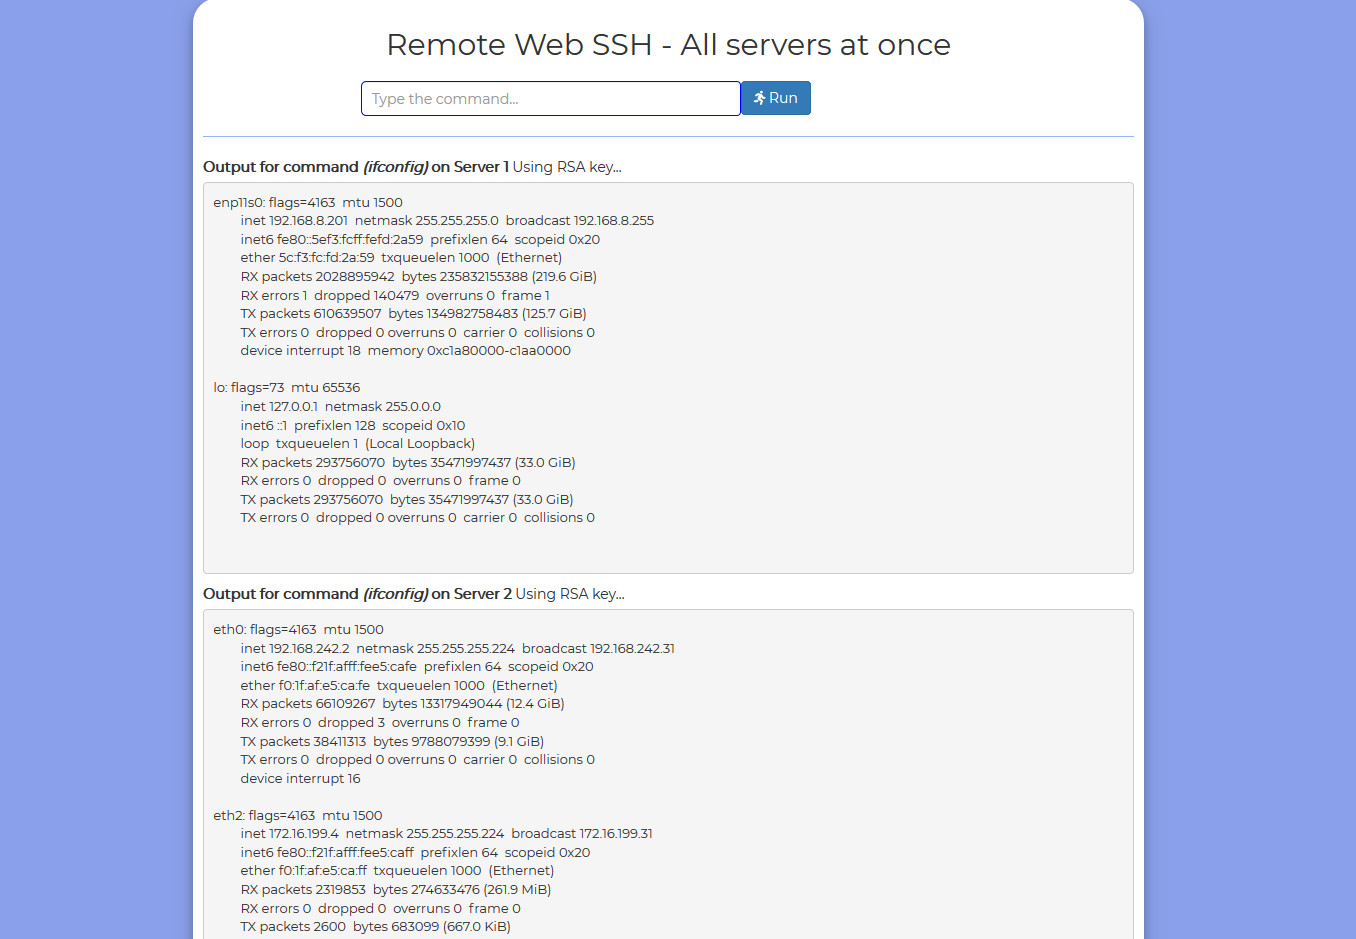 Remote Web SSH - All servers at once
Type the command...
Run
Output for command (ifconfig) on Server 1 Using RSA key...
enp11s0: flags=4163  mtu 1500
inet 192.168.8.201  netmask 255.255.255.0  broadcast 192.168.8.255
inet6 fe80::5ef3:fcff:fefd:2a59  prefixlen 64  scopeid 0x20
ether 5c:f3:fc:fd:2a:59  txqueuelen 1000  (Ethernet)
RX packets 2028895942  bytes 235832155388 (219.6 GiB)
RX errors 1  dropped 140479  overruns 0  frame 1
TX packets 610639507  bytes 134982758483 (125.7 GiB)
TX errors 0  dropped 0 overruns 0  carrier 0  collisions 0
device interrupt 18  memory 0xc1a80000-c1aa0000
lo: flags=73  mtu 65536
inet 127.0.0.1  netmask 255.0.0.0
inet6 ::1  prefixlen 128  scopeid 0x10
loop  txqueuelen 1  (Local Loopback)
RX packets 293756070  bytes 35471997437 (33.0 GiB)
RX errors 0  dropped 0  overruns 0  frame 0
TX packets 293756070  bytes 35471997437 (33.0 GiB)
TX errors 0  dropped 0 overruns 0  carrier 0  collisions 0
Output for command (ifconfig) on Server 2 Using RSA key...
eth0: flags=4163  mtu 1500
inet 192.168.242.2  netmask 255.255.255.224  broadcast 192.168.242.31
inet6 fe80::f21f:afff:fee5:cafe  prefixlen 64  scopeid 0x20
ether f0:1f:af:e5:ca:fe  txqueuelen 1000  (Ethernet)
RX packets 66109267  bytes 13317949044 (12.4 GiB)
RX errors 0  dropped 3  overruns 0  frame 0
TX packets 38411313  bytes 9788079399 (9.1 GiB)
TX errors 0  dropped 0 overruns 0  carrier 0  collisions 0
device interrupt 16
eth2: flags=4163  mtu 1500
inet 172.16.199.4  netmask 255.255.255.224  broadcast 172.16.199.31
inet6 fe80::f21f:afff:fee5:caff  prefixlen 64  scopeid 0x20
ether f0:1f:af:e5:ca:ff  txqueuelen 1000  (Ethernet)
RX packets 2319853  bytes 274633476 (261.9 MiB)
RX errors 0  dropped 0  overruns 0  frame 0
TX packets 2600  bytes 683099 (667.0 KiB)